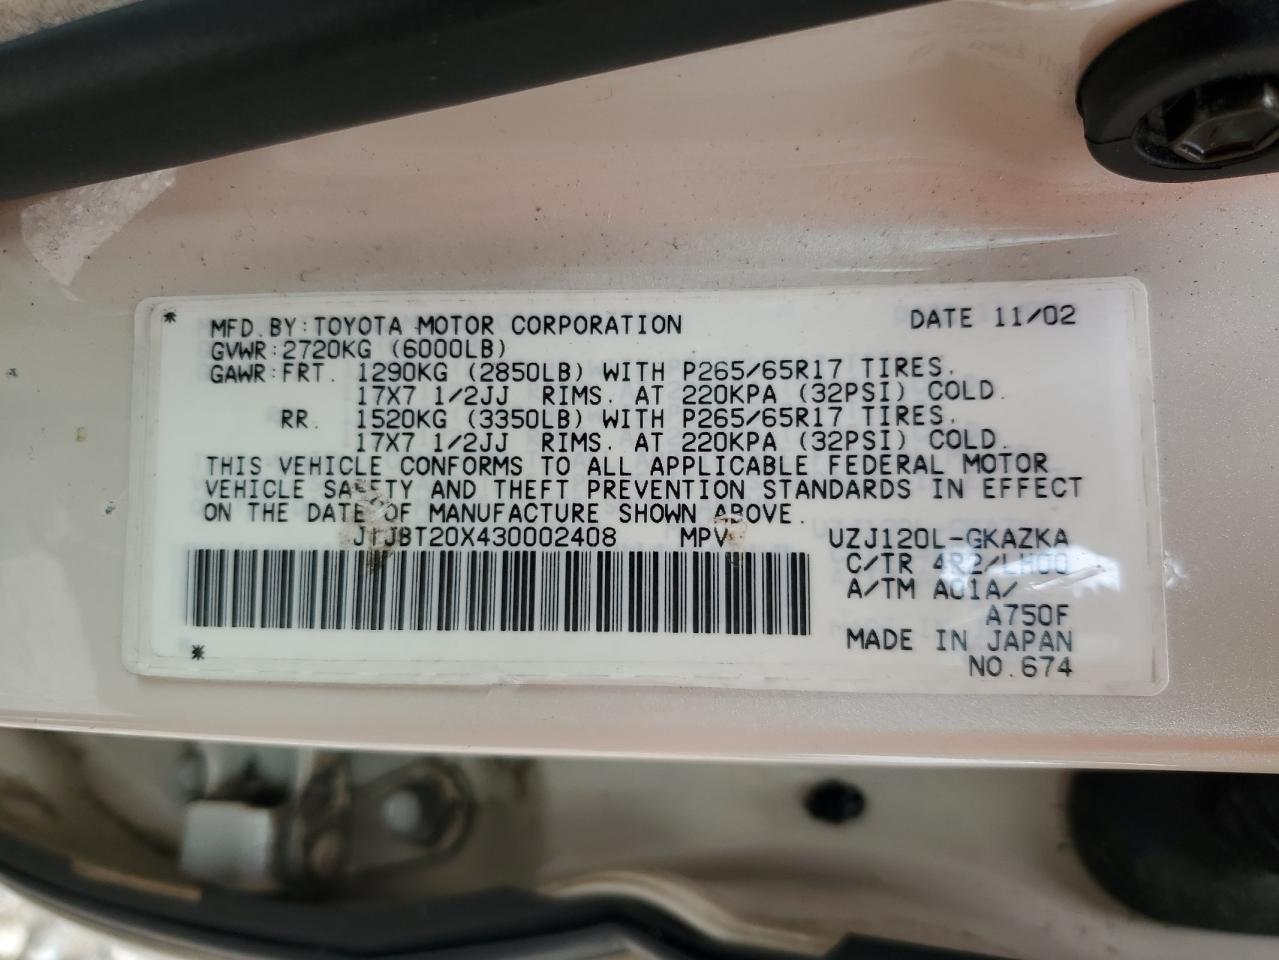 * MFD. BY: TOYOTA MOTOR CORPORATION DATE 11/02
GVWR: 2720KG (6000LB)
GAWR: FRT. 1290KG (2850LB) WITH P265/65R17 TIRES.
17X7 1/2JJ RIMS. AT 220KPA (32PSI) COLD.
RR. 1520KG (3350LB) WITH P265/65R17 TIRES.
17X7 1/2JJ RIMS. AT 220KPA (32PSI) COLD.
THIS VEHICLE CONFORMS TO ALL APPLICABLE FEDERAL MOTOR
VEHICLE SAFETY AND THEFT PREVENTION STANDARDS IN EFFECT
ON THE DATE OF MANUFACTURE SHOWN ABOVE.
JTJBT20X430002408 MPV UZJ120L-GKAZKA
C/TR 4R2/LH00
A/TM A01A/
A750F
MADE IN JAPAN
* NO. 674